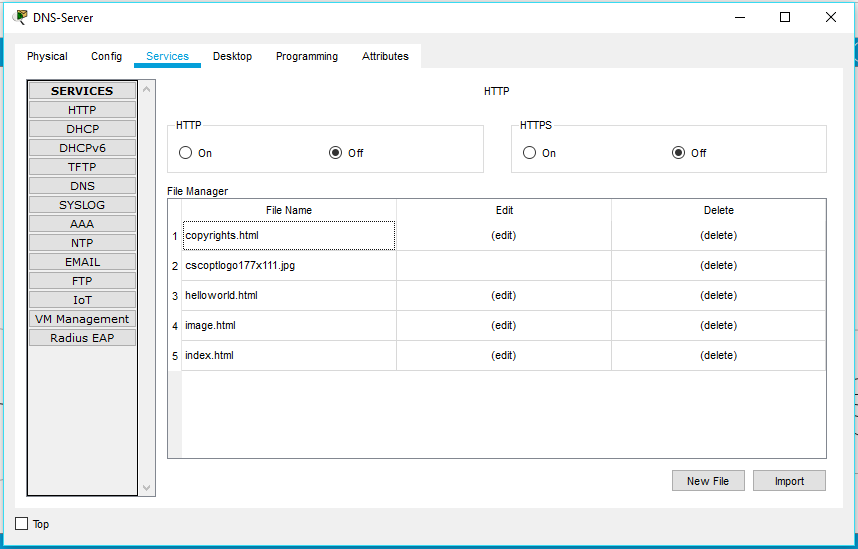 DNS-Server
Physical Config Services Desktop Programming Attributes
SERVICES
HTTP
DHCP
DHCPv6
TFTP
DNS
SYSLOG
AAA
NTP
EMAIL
FTP
IoT
VM Management
Radius EAP
HTTP
HTTP
On Off
HTTPS
On Off
File Manager
File Name Edit Delete
1 copyrights.html (edit) (delete)
2 cscoptlogo177x111.jpg (delete)
3 helloworld.html (edit) (delete)
4 image.html (edit) (delete)
5 index.html (edit) (delete)
New File Import
Top